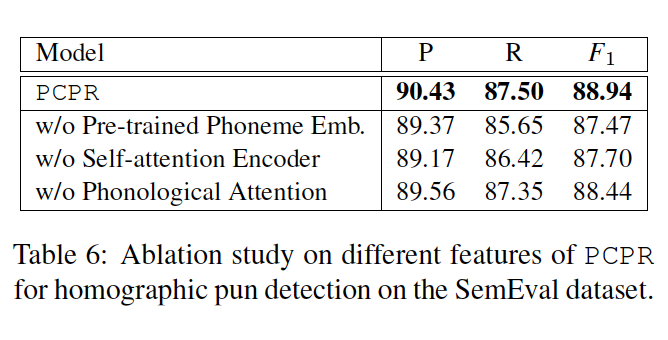 Model P R F1
PCPR 90.43 87.50 88.94
w/o Pre-trained Phoneme Emb. 89.37 85.65 87.47
w/o Self-attention Encoder 89.17 86.42 87.70
w/o Phonological Attention 89.56 87.35 88.44
Table 6: Ablation study on different features of PCPR
for homographic pun detection on the SemEval dataset.